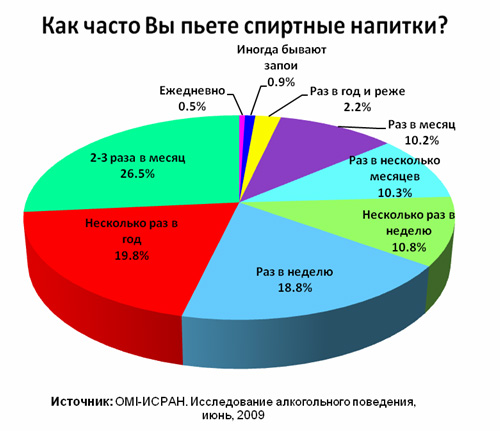 Как часто Вы пьете спиртные напитки?
Иногда бывают
запои
0.9%
Ежедневно
0.5%
Раз в год и реже
2.2%
Раз в месяц
10.2%
2-3 раза в месяц
26.5%
Раз в несколько
месяцев
10.3%
Несколько раз в
год
19.8%
Несколько раз в
неделю
10.8%
Раз в неделю
18.8%
Источник: OMI-ИСРАН. Исследование алкогольного поведения,
июнь, 2009